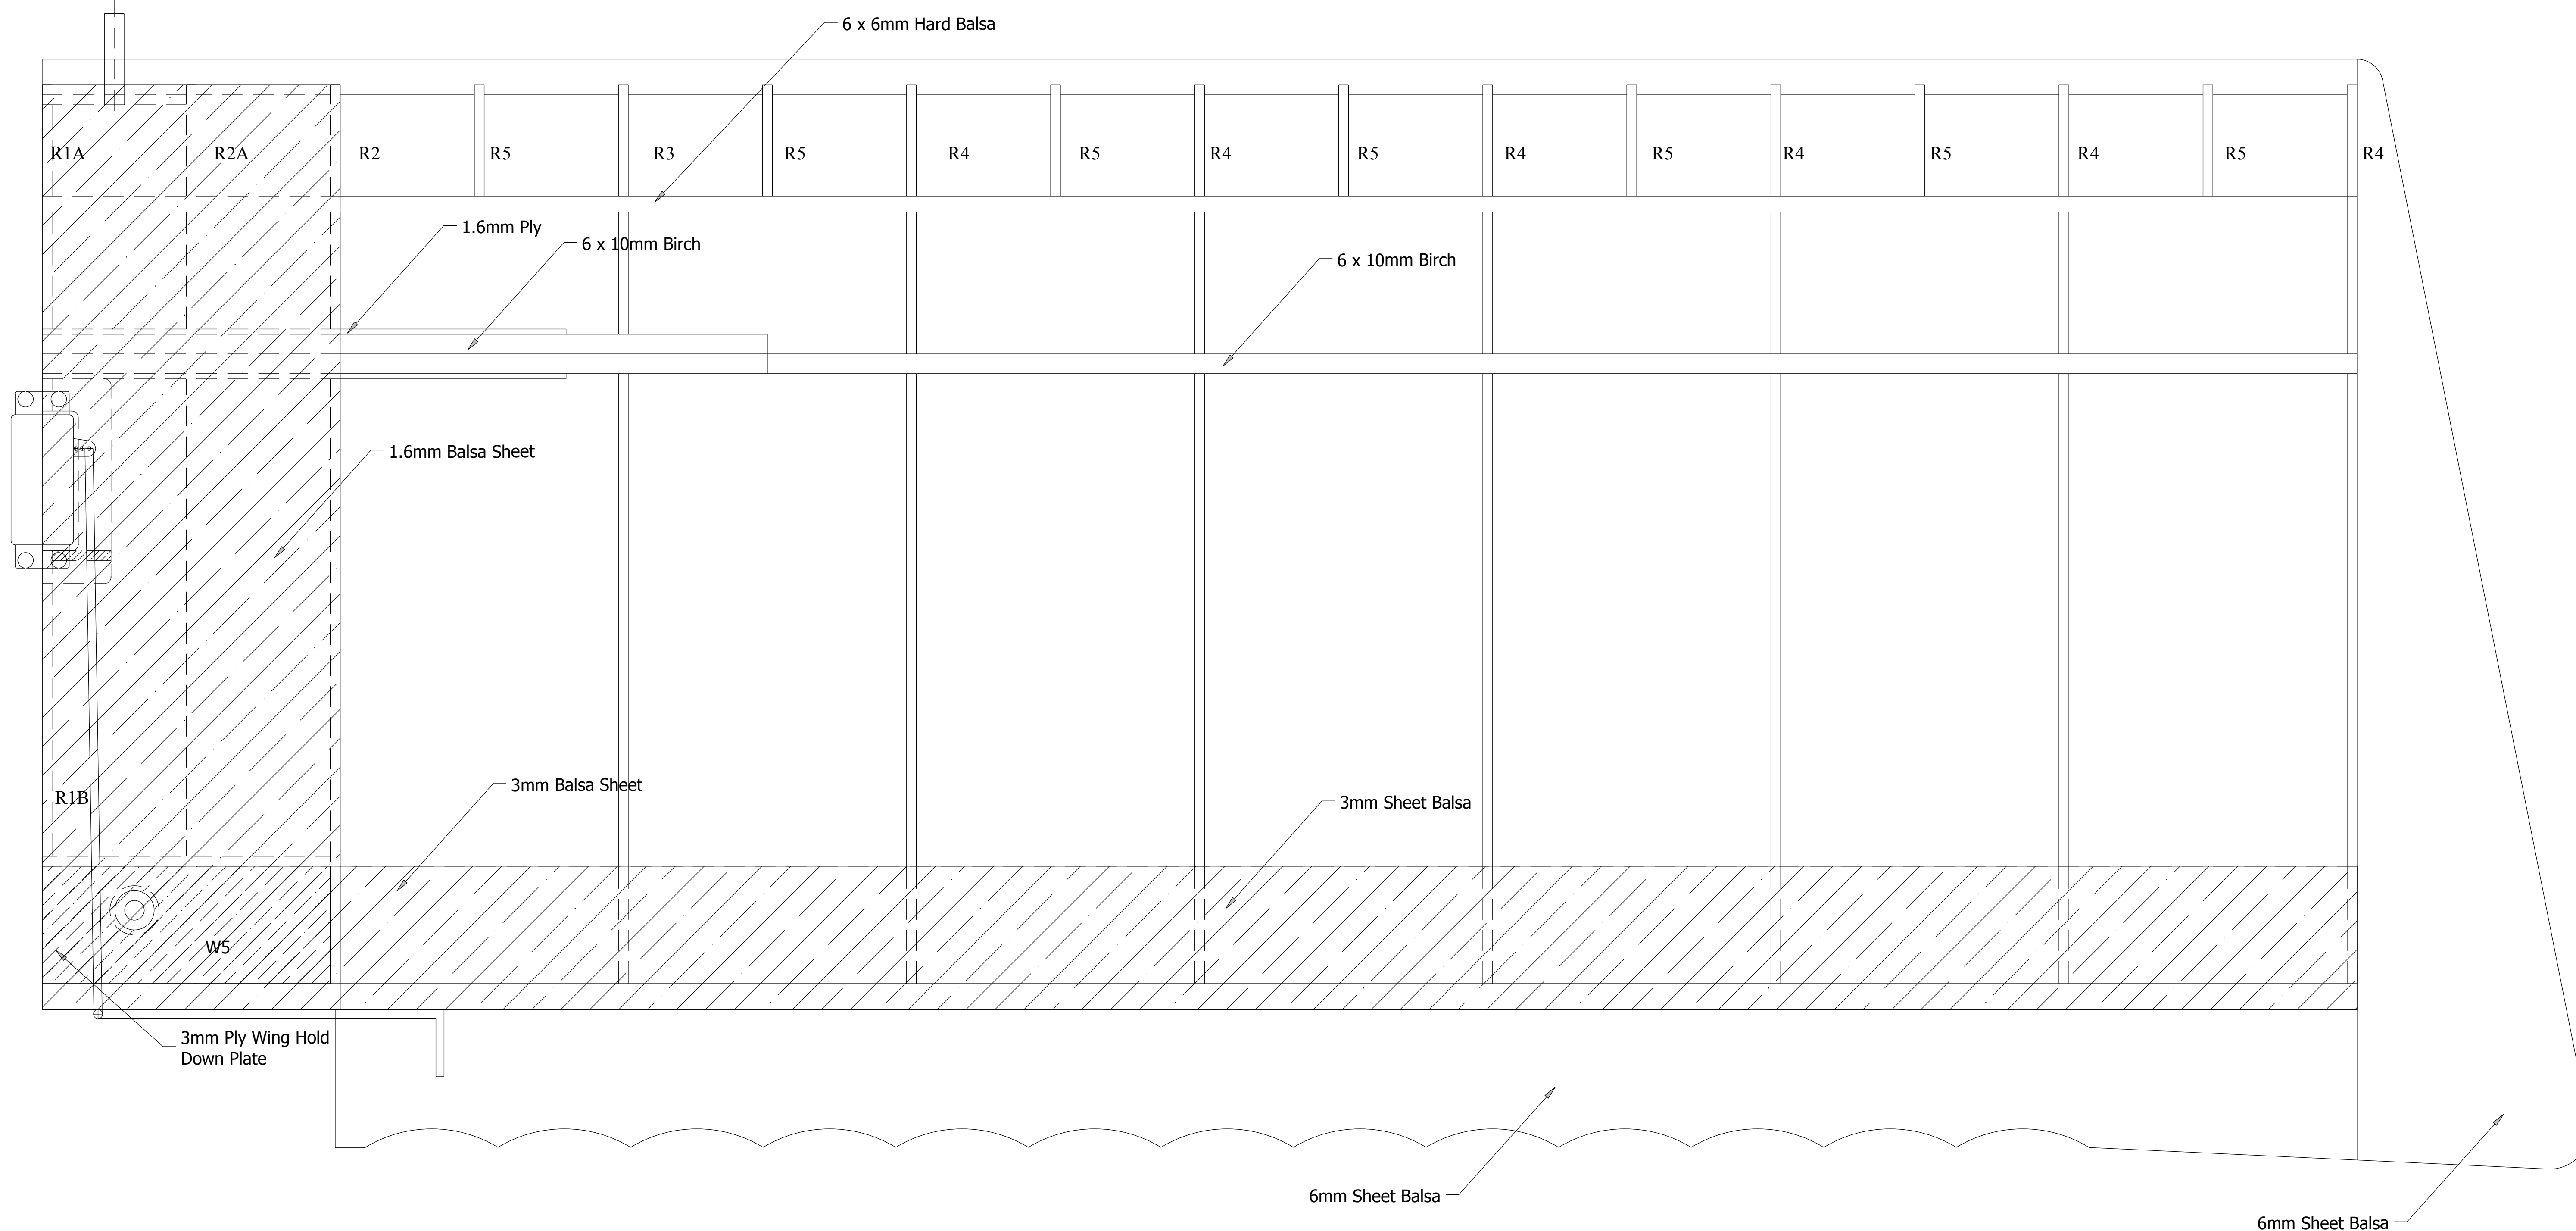 6 x 6mm Hard Balsa
R1A R2A R2 R5 R3 R5 R4 R5 R4 R5 R4 R5 R4 R5 R4 R5 R4
1.6mm Ply
6 x 10mm Birch
6 x 10mm Birch
1.6mm Balsa Sheet
3mm Balsa Sheet
R1B
3mm Sheet Balsa
W5
3mm Ply Wing Hold
Down Plate
6mm Sheet Balsa
6mm Sheet Balsa